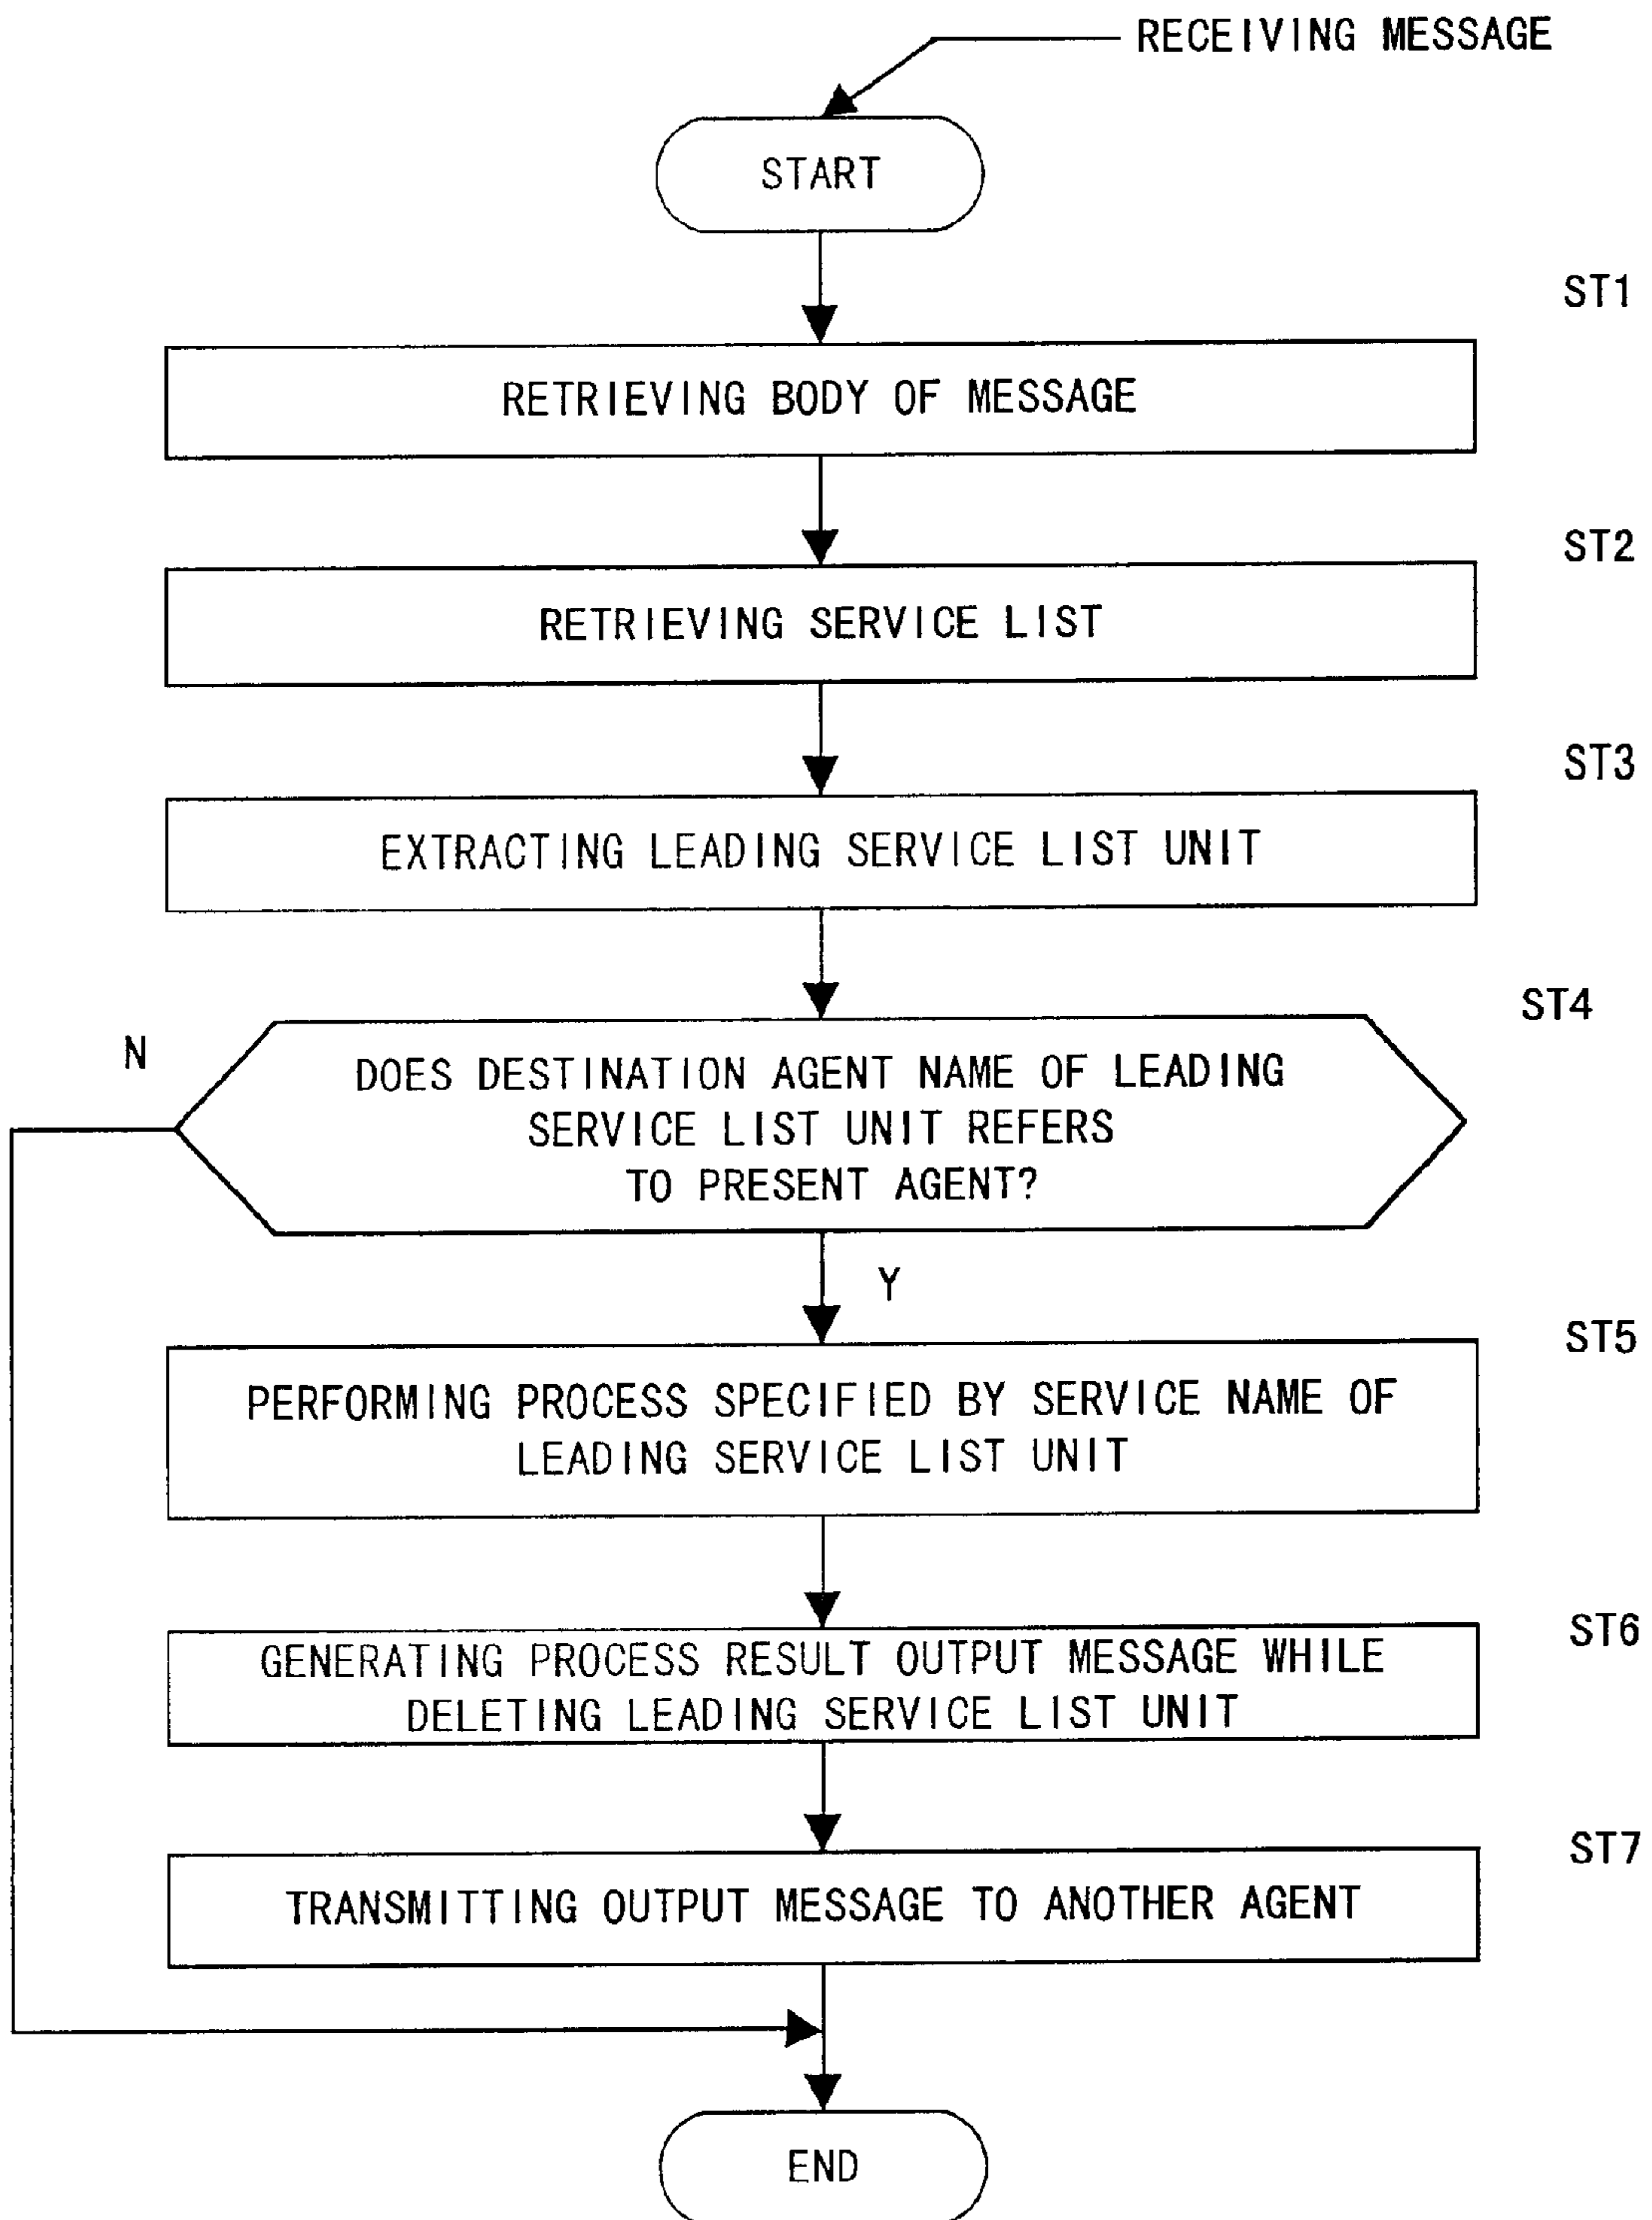 RECEIVING MESSAGE
START
ST1
RETRIEVING BODY OF MESSAGE
ST2
RETRIEVING SERVICE LIST
ST3
EXTRACTING LEADING SERVICE LIST UNIT
ST4
N
DOES DESTINATION AGENT NAME OF LEADING
SERVICE LIST UNIT REFERS
TO PRESENT AGENT?
Y
ST5
PERFORMING PROCESS SPECIFIED BY SERVICE NAME OF
LEADING SERVICE LIST UNIT
ST6
GENERATING PROCESS RESULT OUTPUT MESSAGE WHILE
DELETING LEADING SERVICE LIST UNIT
ST7
TRANSMITTING OUTPUT MESSAGE TO ANOTHER AGENT
END